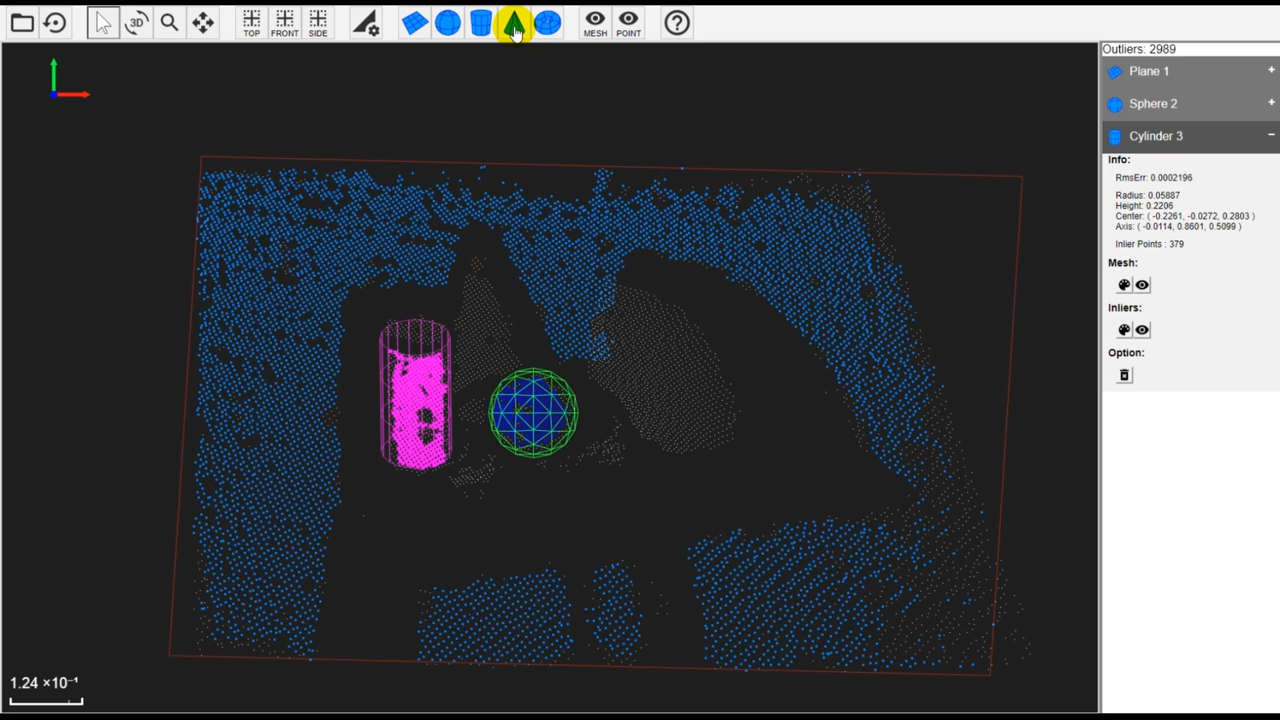 3D
TOP
FRONT
SIDE
MESH
POINT
?
Outliers: 2989
Plane 1 +
Sphere 2 +
Cylinder 3 −
Info:
RmsErr: 0.0002196
Radius: 0.05887
Height: 0.2206
Center: ( -0.2261, -0.0272, 0.2803 )
Axis: ( -0.0114, 0.8601, 0.5099 )
Inlier Points : 379
Mesh:
Inliers:
Option:
1.24 ×10⁻¹